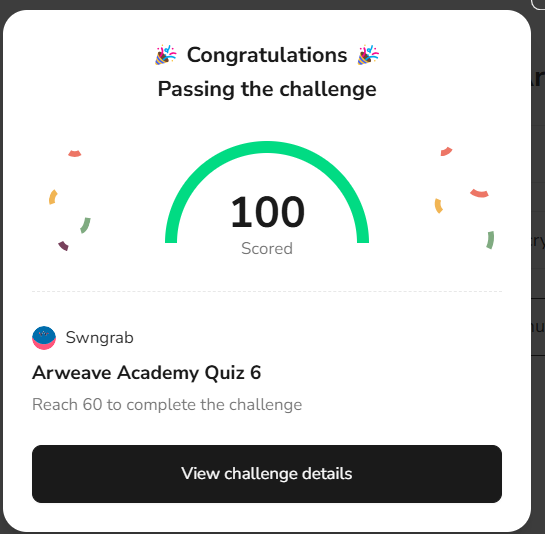 🎉 Congratulations 🎉
Passing the challenge
100
Scored
Swngrab
Arweave Academy Quiz 6
Reach 60 to complete the challenge
View challenge details